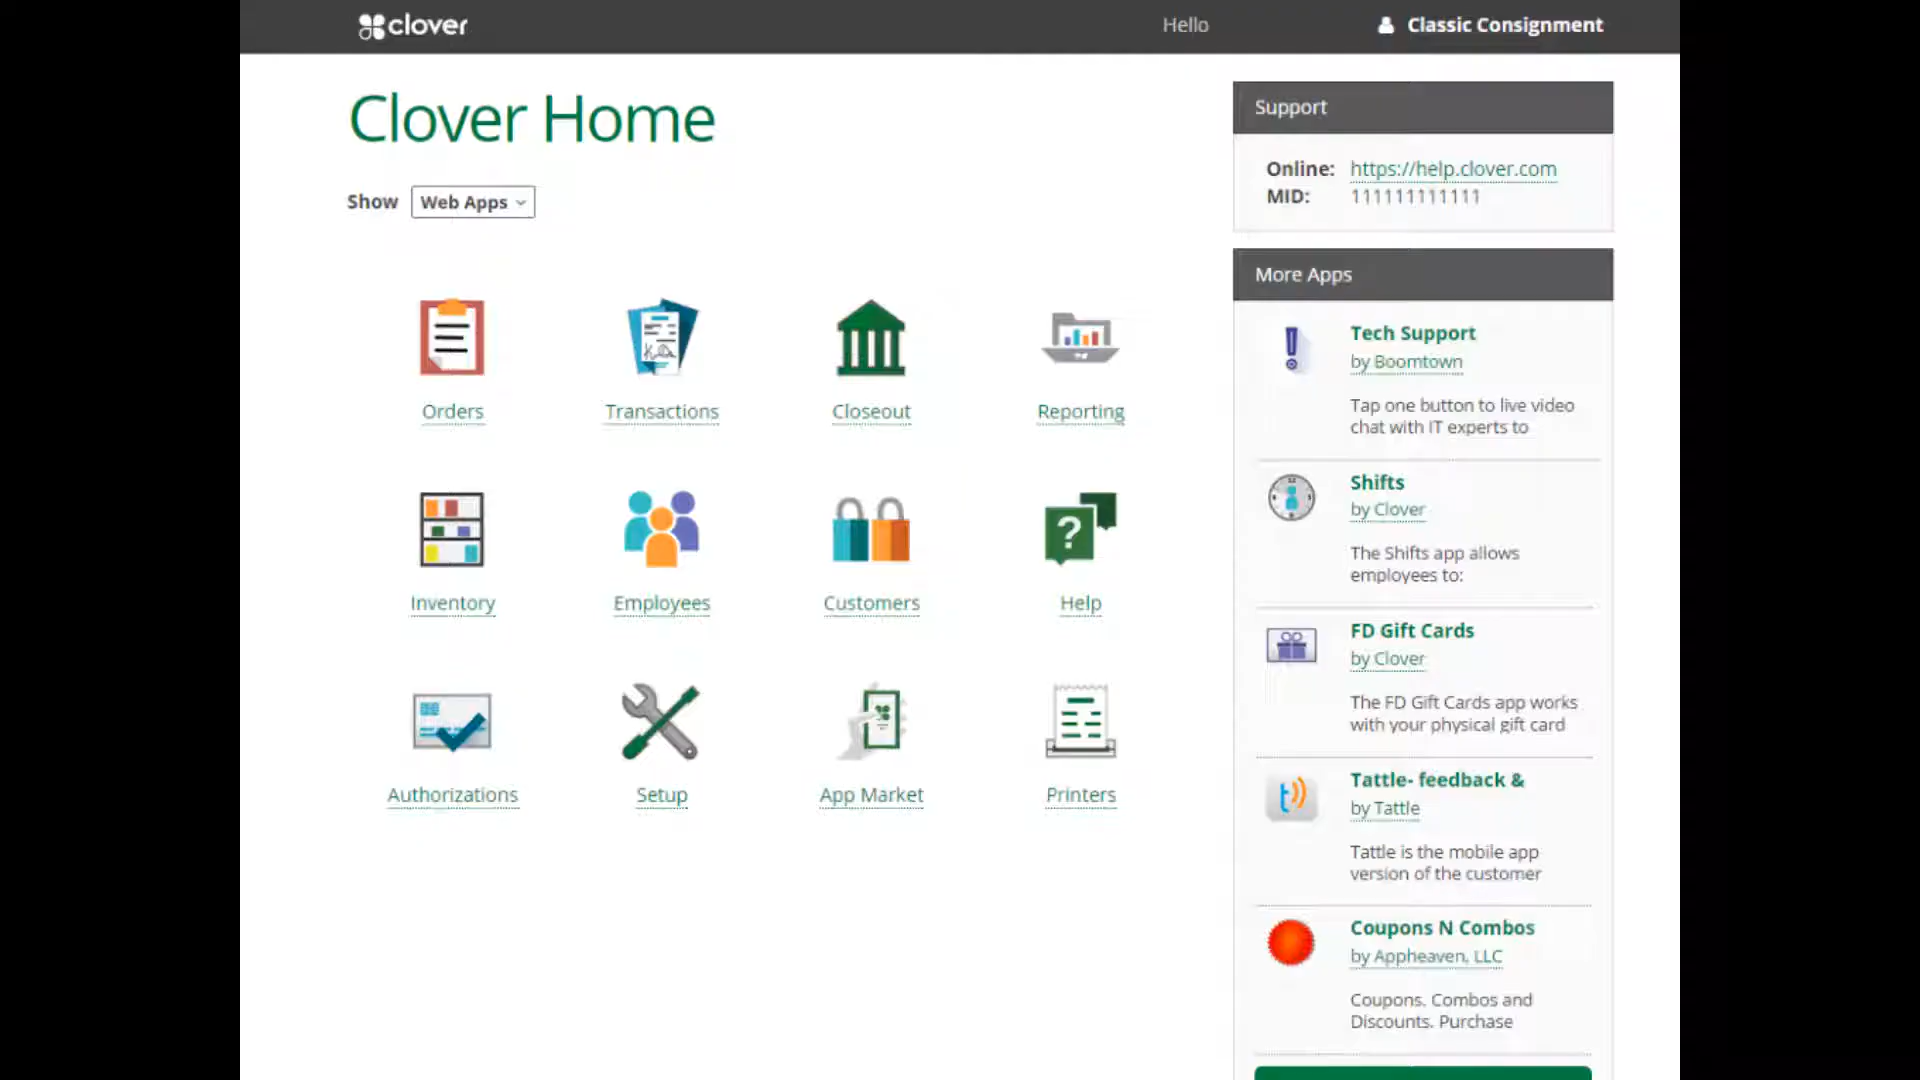 clover
Hello
Classic Consignment
Clover Home
Show Web Apps
Orders
Transactions
Closeout
Reporting
Inventory
Employees
Customers
Help
?
Authorizations
Setup
App Market
Printers
Support
Online: https://help.clover.com
MID: 111111111111
More Apps
Tech Support
by Boomtown
Tap one button to live video
chat with IT experts to
Shifts
by Clover
The Shifts app allows
employees to:
FD Gift Cards
by Clover
The FD Gift Cards app works
with your physical gift card
Tattle- feedback &
by Tattle
Tattle is the mobile app
version of the customer
Coupons N Combos
by Appheaven, LLC
Coupons. Combos and
Discounts. Purchase